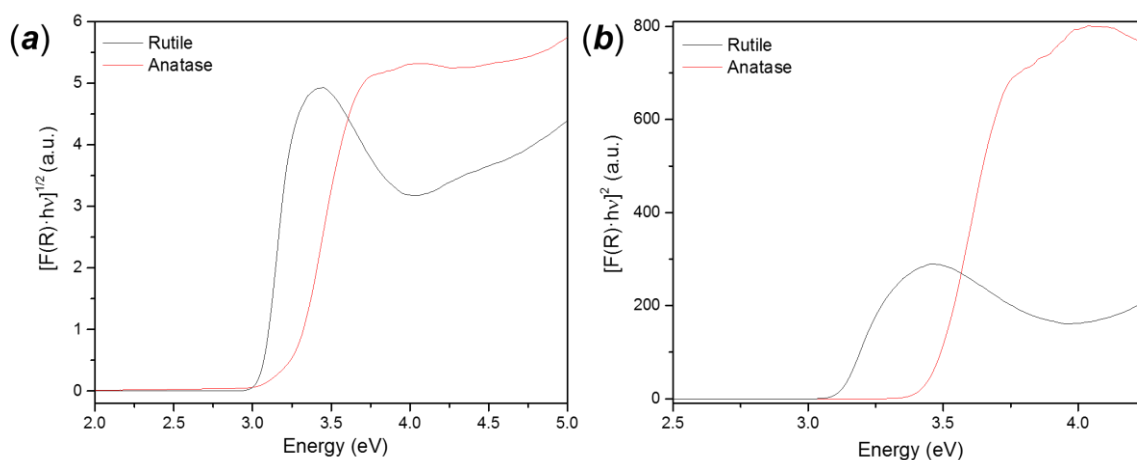 (a)
Rutile
Anatase
[F(R)·hν]^{1/2} (a.u.)
6
5
4
3
2
1
0
2.0 2.5 3.0 3.5 4.0 4.5 5.0
Energy (eV)
(b)
Rutile
Anatase
[F(R)·hν]^2 (a.u.)
800
600
400
200
0
2.5 3.0 3.5 4.0
Energy (eV)